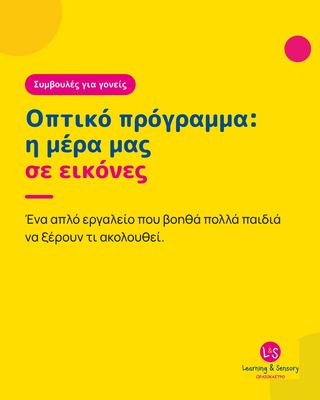 Συμβουλές για γονείς
Οπτικό πρόγραμμα:
η μέρα μας
σε εικόνες
Ένα απλό εργαλείο που βοηθά πολλά παιδιά
να ξέρουν τι ακολουθεί.
L&S
Learning & Sensory
ΩΡΑΙΟΚΑΣΤΡΟ